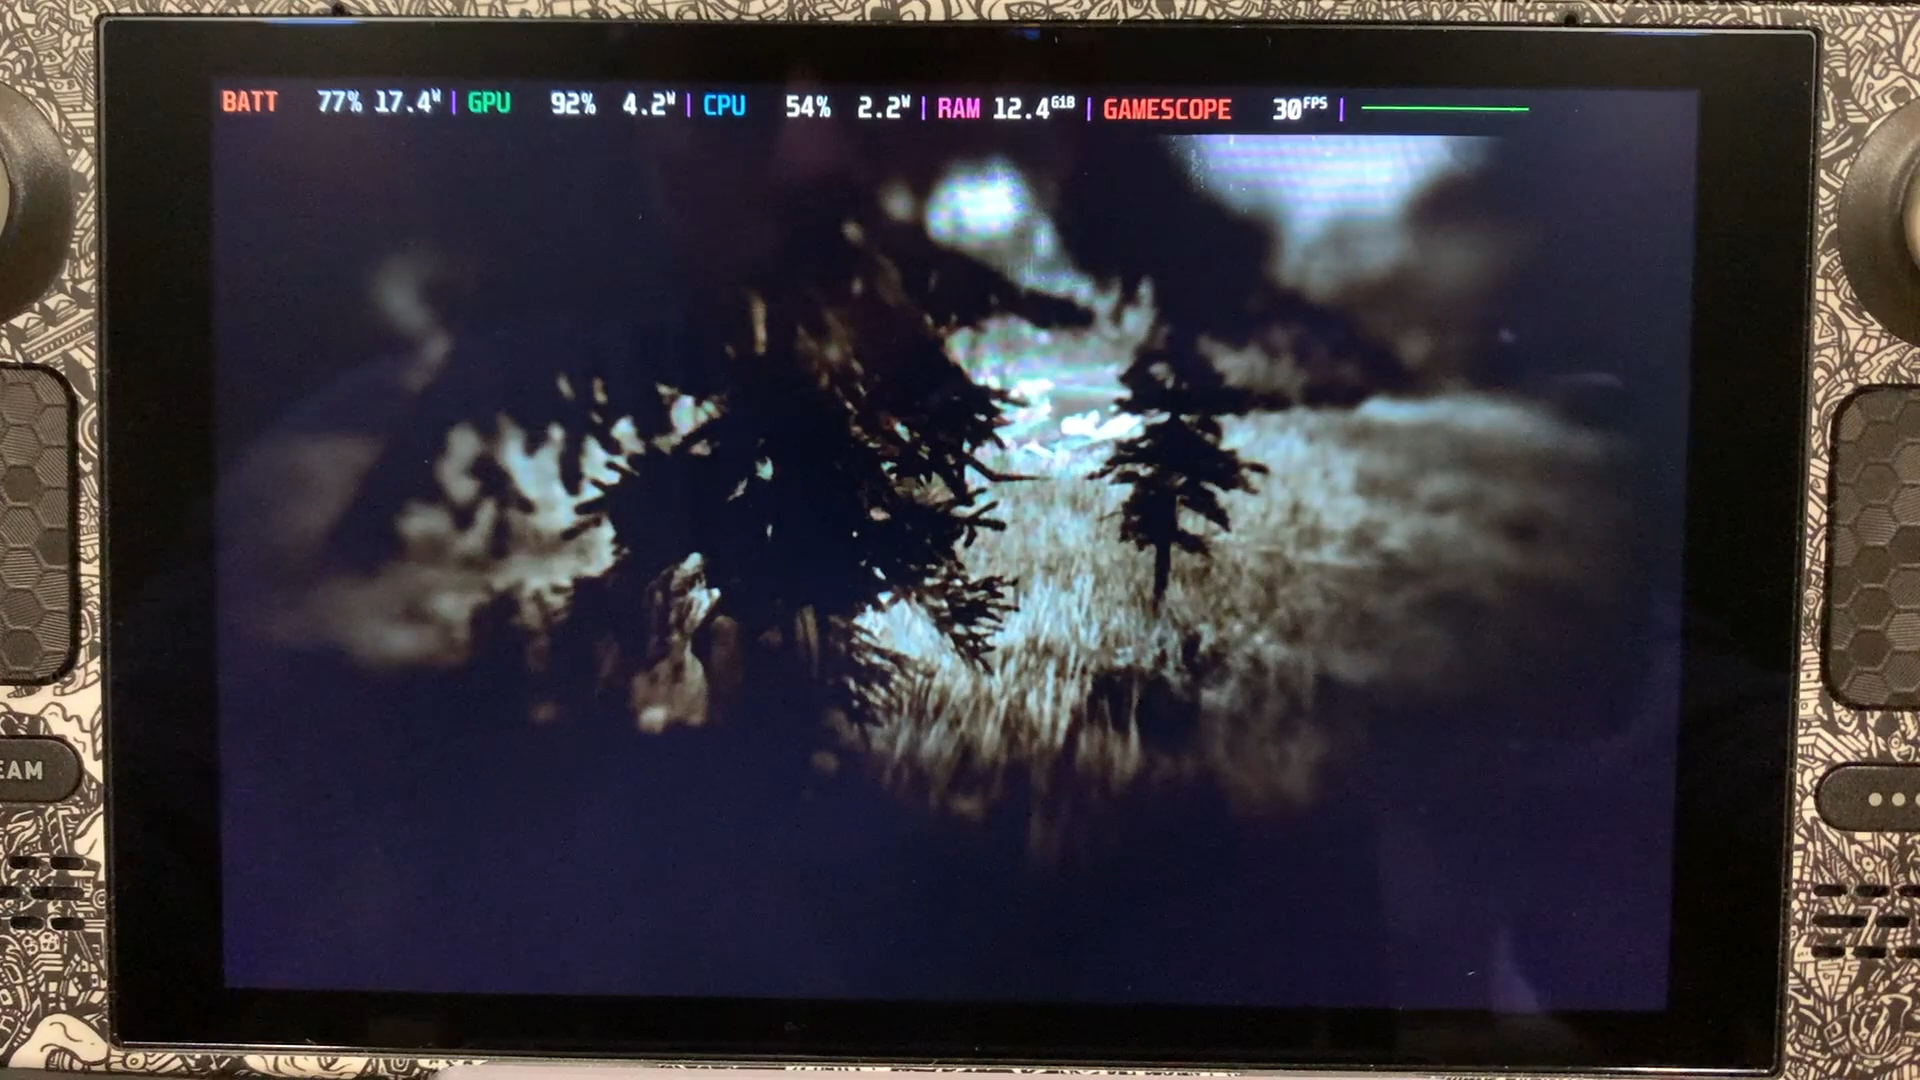 BATT 77% 17.4W | GPU 92% 4.2W | CPU 54% 2.2W | RAM 12.4GiB | GAMESCOPE 30FPS |
EAM